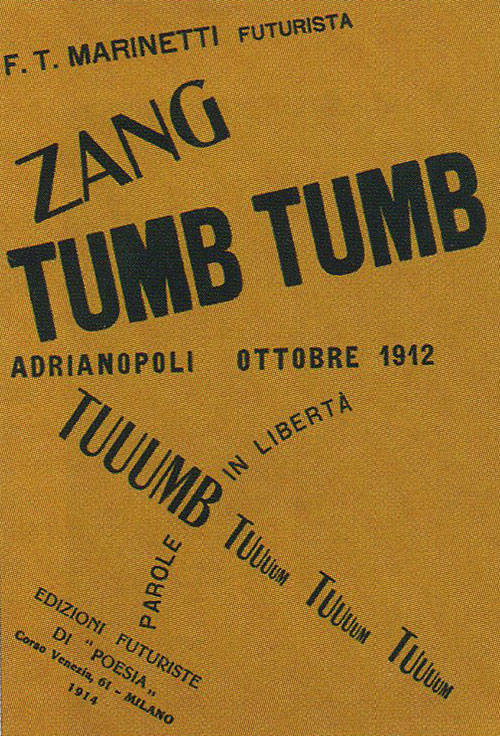 F. T. MARINETTI FUTURISTA
ZANG
TUMB TUMB
ADRIANOPOLI OTTOBRE 1912
TUUUMB
IN LIBERTÀ
PAROLE
TUUUUM TUUUUM TUUUUM
EDIZIONI FUTURISTE
DI "POESIA"
Corso Venezia, 61 - MILANO
1914